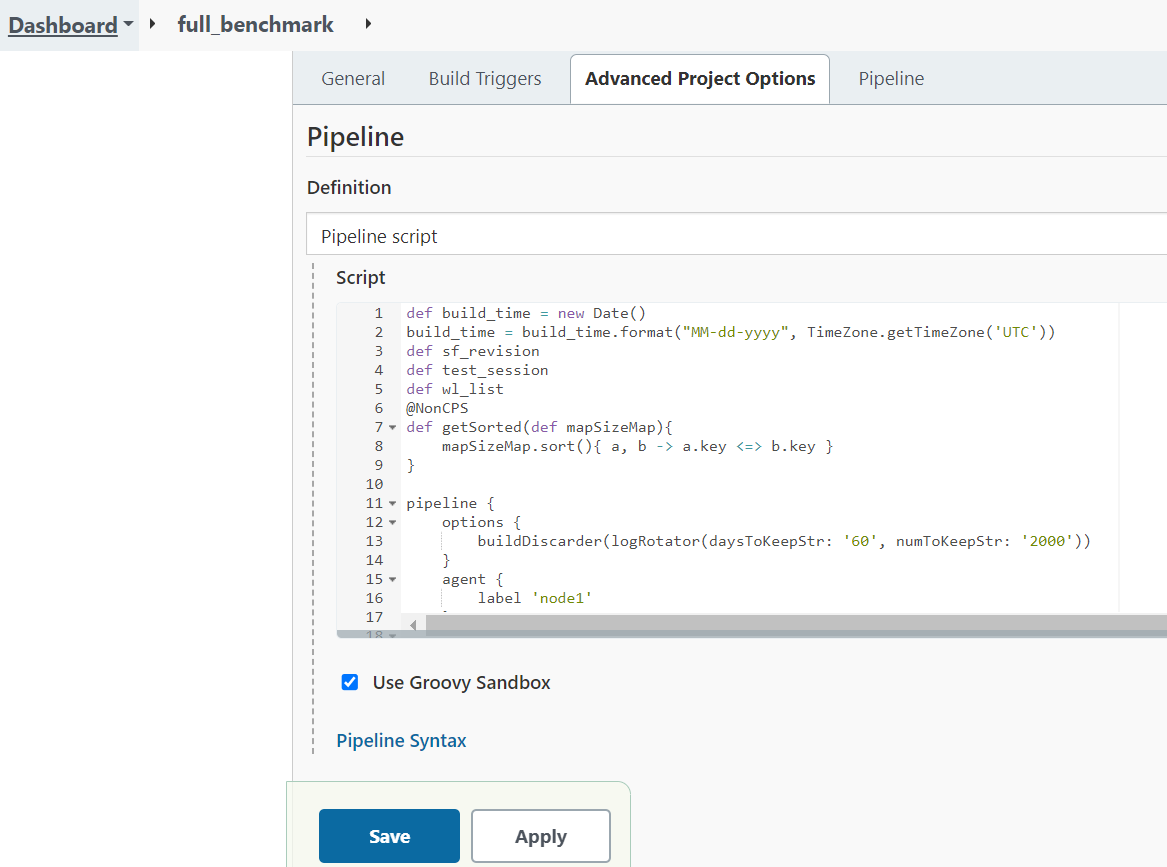 Dashboard full_benchmark
General Build Triggers Advanced Project Options Pipeline
Pipeline
Definition
Pipeline script
Script
1 def build_time = new Date()
2 build_time = build_time.format("MM-dd-yyyy", TimeZone.getTimeZone('UTC'))
3 def sf_revision
4 def test_session
5 def wl_list
6 @NonCPS
7 def getSorted(def mapSizeMap){
8     mapSizeMap.sort(){ a, b -> a.key <=> b.key }
9 }
10
11 pipeline {
12     options {
13         buildDiscarder(logRotator(daysToKeepStr: '60', numToKeepStr: '2000'))
14     }
15     agent {
16         label 'node1'
17
18
Use Groovy Sandbox
Pipeline Syntax
Save Apply